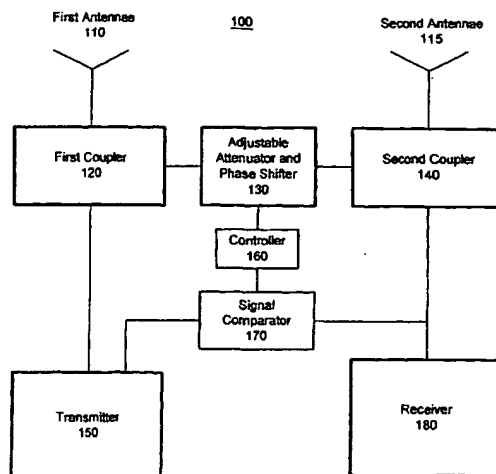 First Antennae
110
100
Second Antennae
115
First Coupler
120
Adjustable
Attenuator and
Phase Shifter
130
Second Coupler
140
Controller
160
Signal
Comparator
170
Transmitter
150
Receiver
180